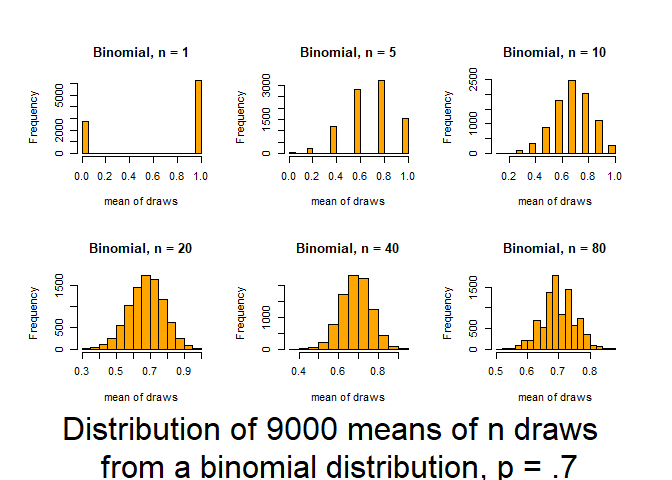 Binomial, n = 1
Frequency
0 2000 5000
0.0 0.2 0.4 0.6 0.8 1.0
mean of draws
Binomial, n = 5
Frequency
0 1500 3000
0.0 0.2 0.4 0.6 0.8 1.0
mean of draws
Binomial, n = 10
Frequency
0 1000 2500
0.2 0.4 0.6 0.8 1.0
mean of draws
Binomial, n = 20
Frequency
0 500 1500
0.3 0.5 0.7 0.9
mean of draws
Binomial, n = 40
Frequency
0 1000
0.4 0.6 0.8
mean of draws
Binomial, n = 80
Frequency
0 500 1500
0.5 0.6 0.7 0.8
mean of draws
Distribution of 9000 means of n draws
from a binomial distribution, p = .7